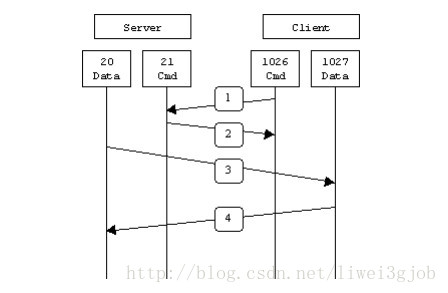 Server Client
20 21 1026 1027
Data Cmd Cmd Data
1
2
3
4
http://blog.csdn.net/liwei3gjob